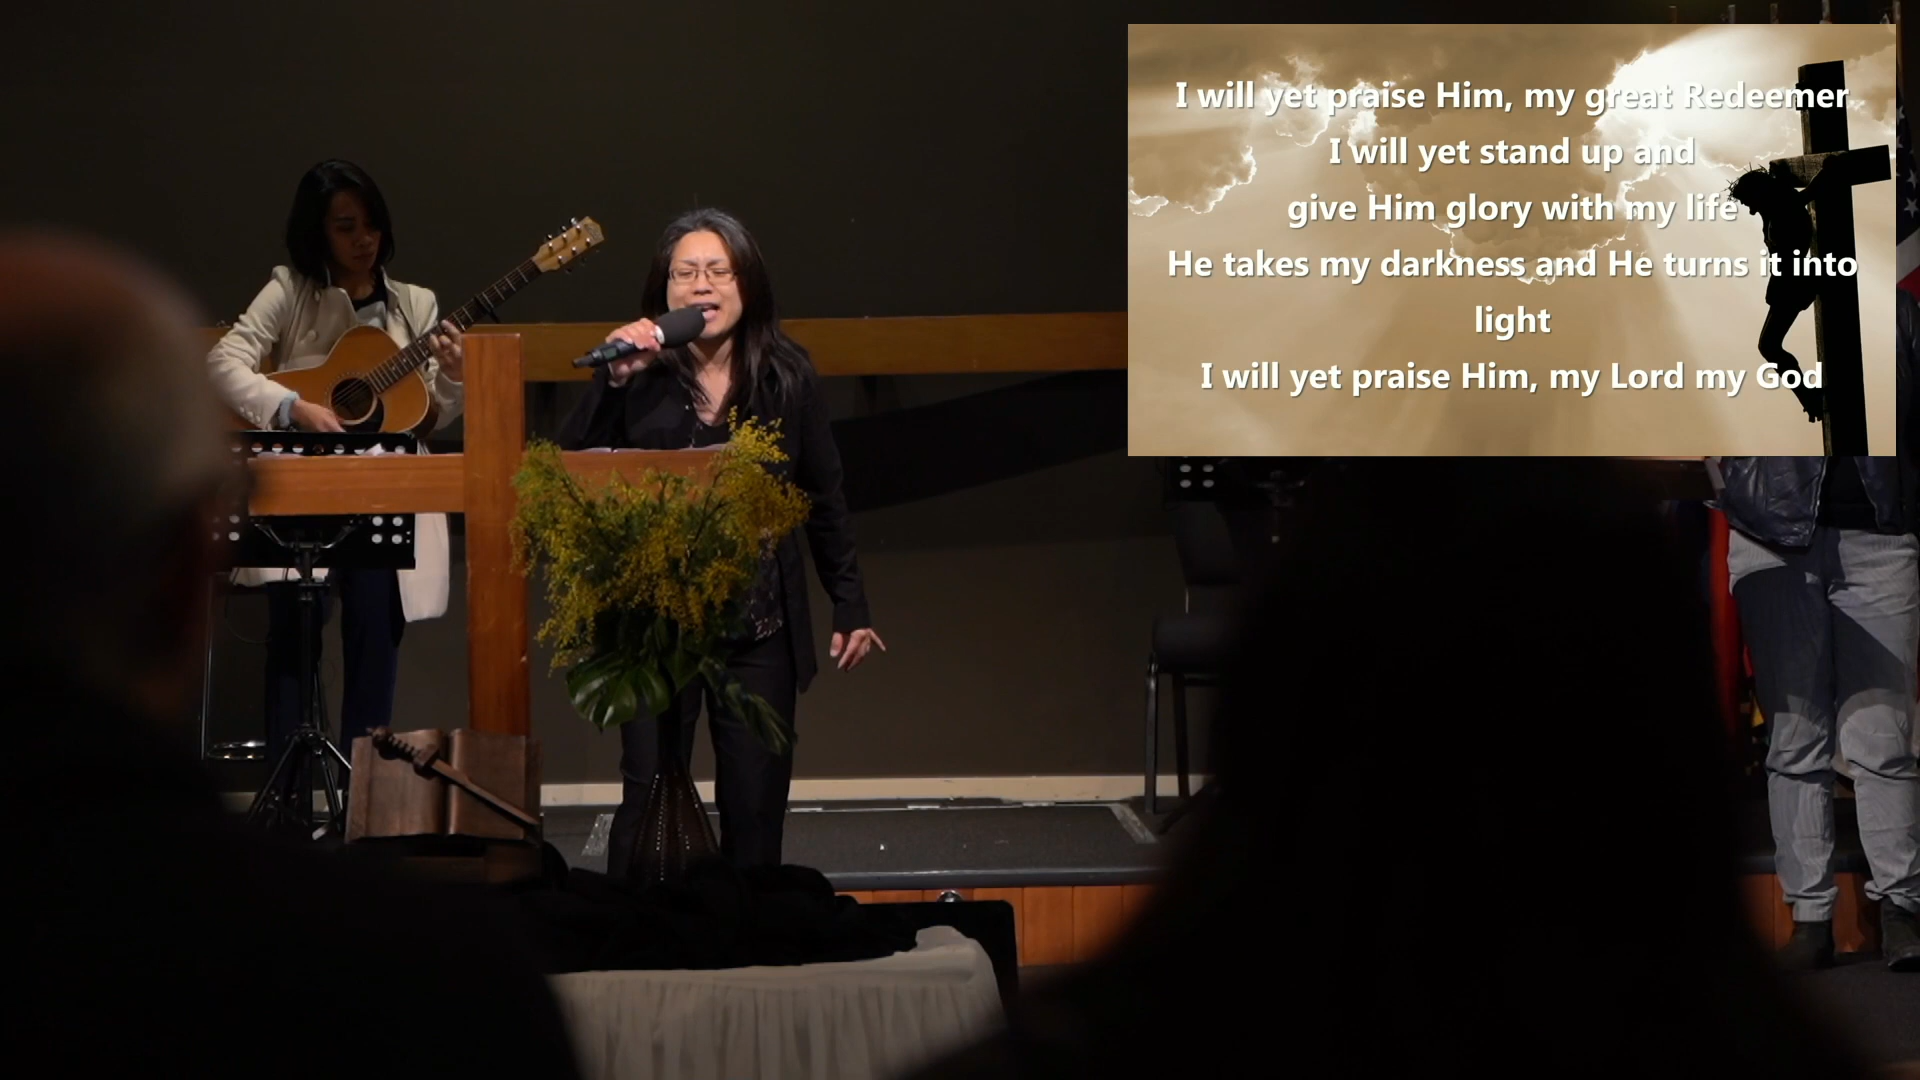 I will yet praise Him, my great Redeemer
I will yet stand up and
give Him glory with my life
He takes my darkness and He turns it into
light
I will yet praise Him, my Lord my God